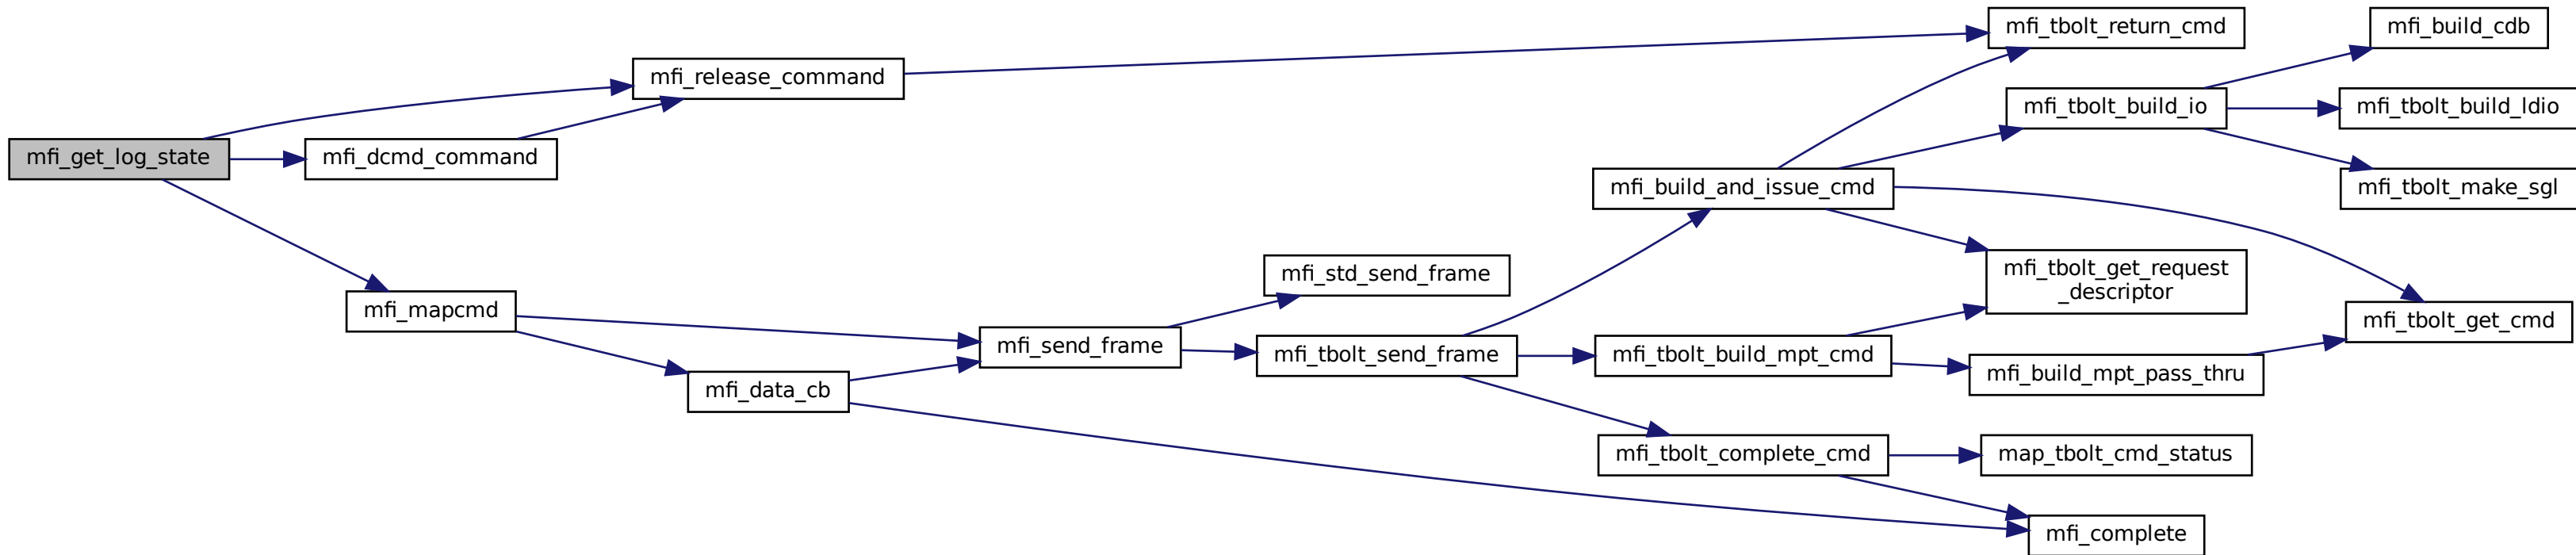 mfi_get_log_state
mfi_release_command
mfi_dcmd_command
mfi_mapcmd
mfi_data_cb
mfi_send_frame
mfi_std_send_frame
mfi_tbolt_send_frame
mfi_build_and_issue_cmd
mfi_tbolt_build_mpt_cmd
mfi_tbolt_complete_cmd
mfi_tbolt_return_cmd
mfi_tbolt_build_io
mfi_tbolt_get_request
_descriptor
mfi_build_mpt_pass_thru
map_tbolt_cmd_status
mfi_complete
mfi_build_cdb
mfi_tbolt_build_ldio
mfi_tbolt_make_sgl
mfi_tbolt_get_cmd